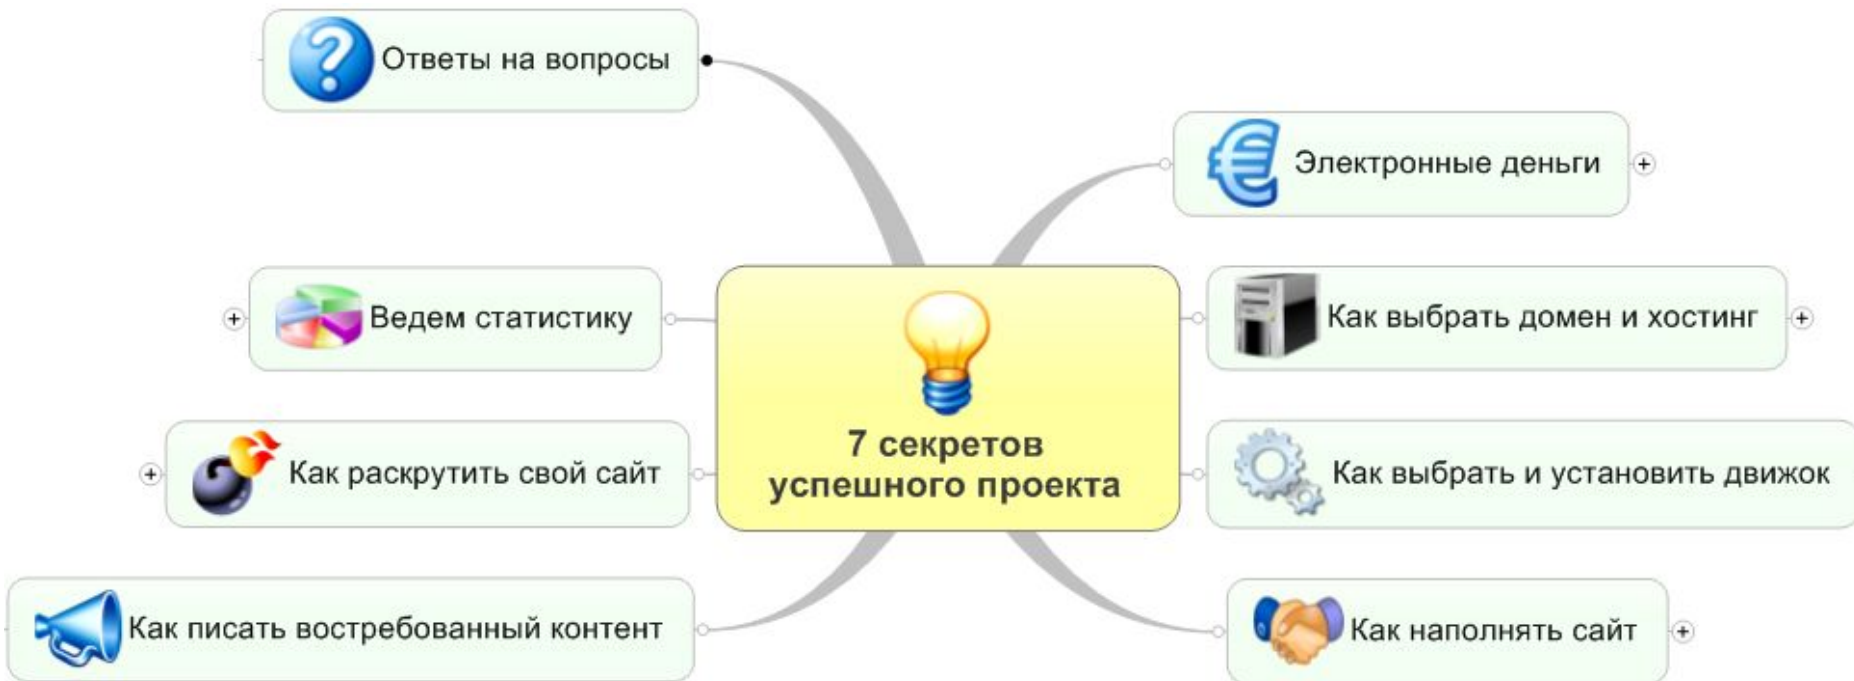 Ответы на вопросы
Электронные деньги
Ведем статистику
Как выбрать домен и хостинг
7 секретов
успешного проекта
Как раскрутить свой сайт
Как выбрать и установить движок
Как писать востребованный контент
Как наполнять сайт